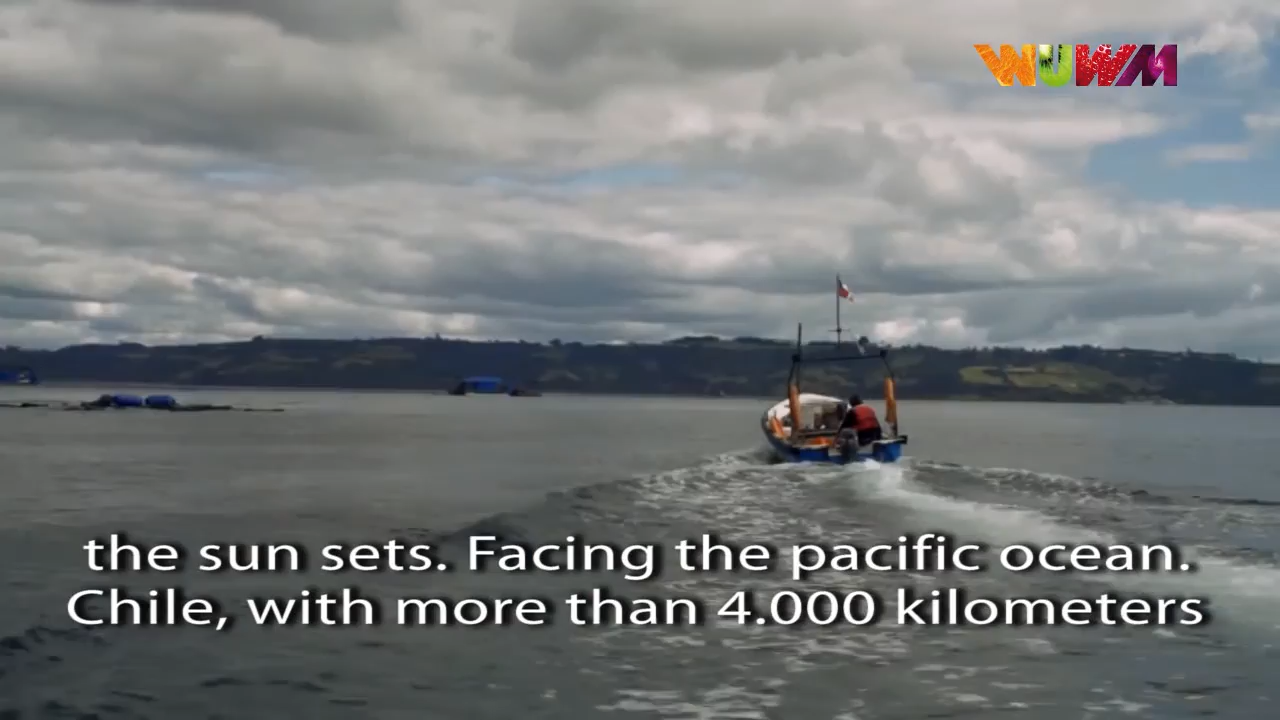 WUWM
the sun sets. Facing the pacific ocean.
Chile, with more than 4.000 kilometers